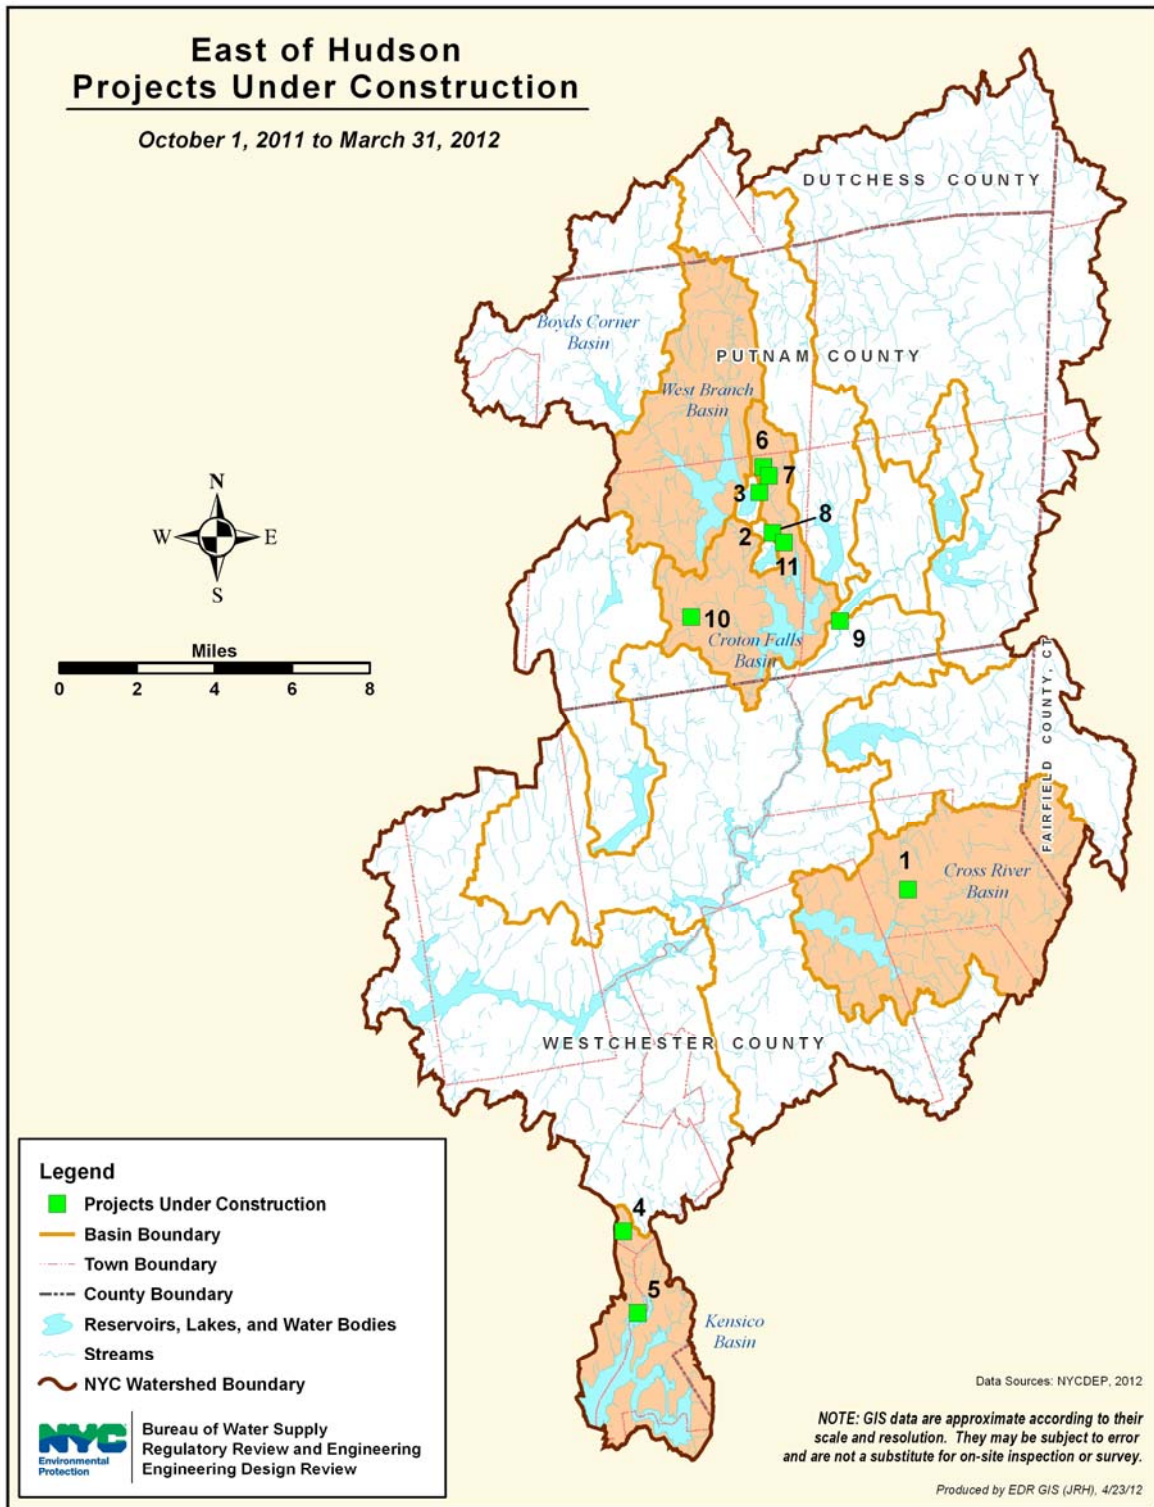 East of Hudson
Projects Under Construction
October 1, 2011 to March 31, 2012
DUTCHESS COUNTY
Boyds Corner
Basin
PUTNAM COUNTY
West Branch
Basin
6
7
3
8
2
11
10
9
Croton Falls
Basin
N
W
E
S
Miles
0 2 4 6 8
FAIRFIELD COUNTY, CT
1
Cross River
Basin
WESTCHESTER COUNTY
4
5
Kensico
Basin
Legend
Projects Under Construction
Basin Boundary
Town Boundary
County Boundary
Reservoirs, Lakes, and Water Bodies
Streams
NYC Watershed Boundary
NYC
Environmental
Protection
Bureau of Water Supply
Regulatory Review and Engineering
Engineering Design Review
Data Sources: NYCDEP, 2012
NOTE: GIS data are approximate according to their
scale and resolution. They may be subject to error
and are not a substitute for on-site inspection or survey.
Produced by EDR GIS (JRH), 4/23/12